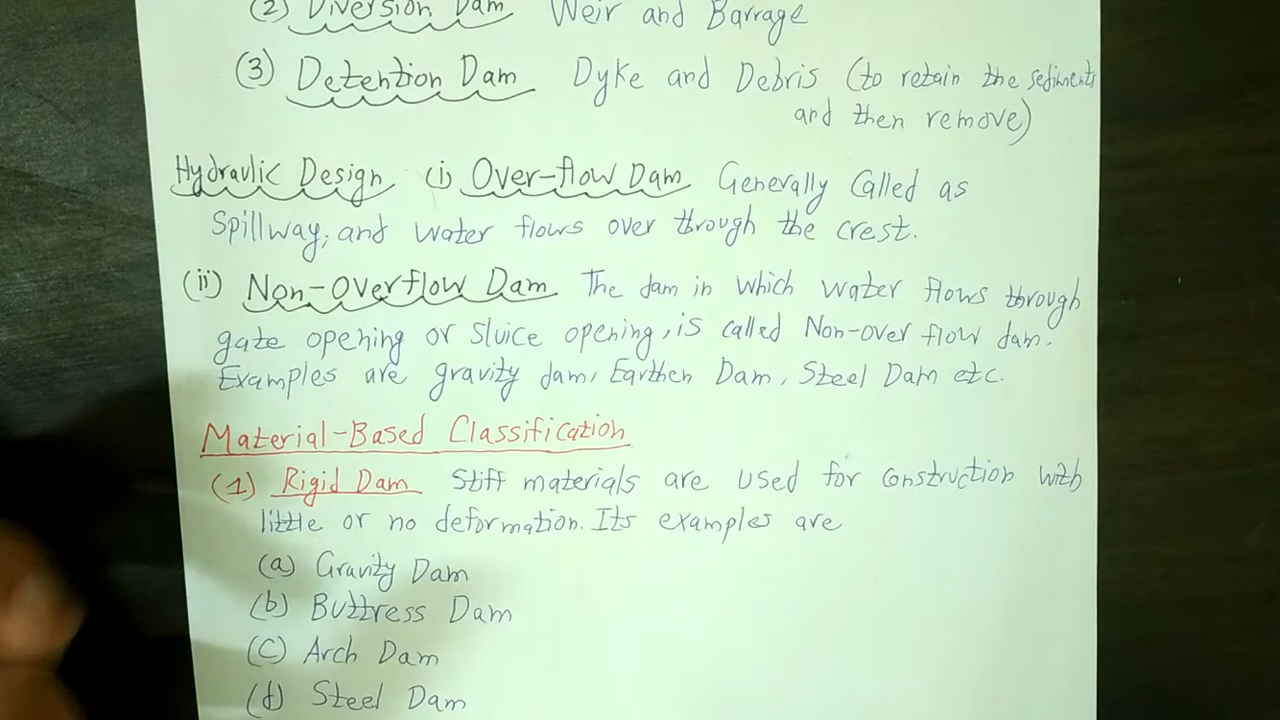 (2) Diversion Dam Weir and Barrage
(3) Detention Dam Dyke and Debris (to retain the sediments
and then remove)
Hydraulic Design (i) Over-flow Dam Generally Called as
Spillway, and water flows over through the crest.
(ii) Non-Overflow Dam The dam in which water flows through
gate opening or sluice opening, is called Non-over flow dam.
Examples are gravity dam, Earthen Dam, Steel Dam etc.
Material-Based Classification
(1) Rigid Dam Stiff materials are used for construction with
little or no deformation. Its examples are
(a) Gravity Dam
(b) Buttress Dam
(C) Arch Dam
(d) Steel Dam